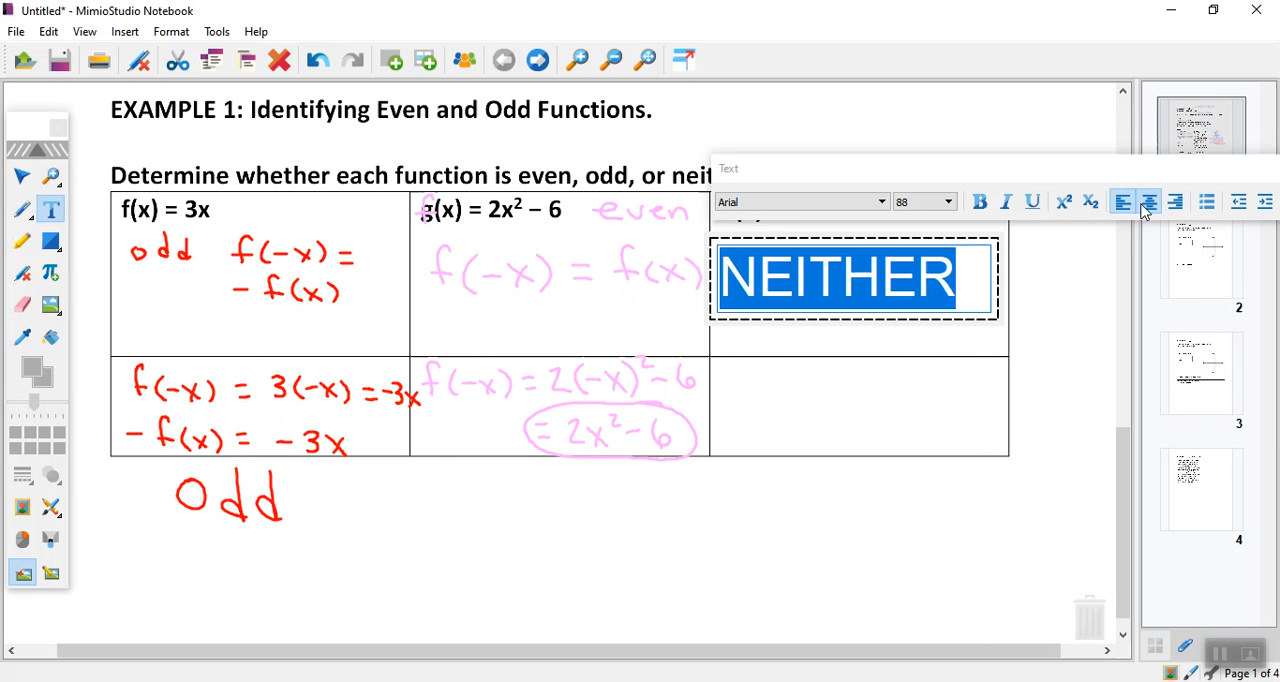 Untitled* - MimioStudio Notebook
File Edit View Insert Format Tools Help
EXAMPLE 1: Identifying Even and Odd Functions.
Determine whether each function is even, odd, or neit
Text
Arial 88 B I U X² X₂
f(x) = 3x
g(x) = 2x² – 6 even
odd f(-x) =
- f(x)
f(-x) = f(x)
NEITHER
f(-x) = 3(-x) = -3x
- f(x) = - 3x
f(-x) = 2(-x)² - 6
= 2x² - 6
Odd
2
3
4
Page 1 of 4